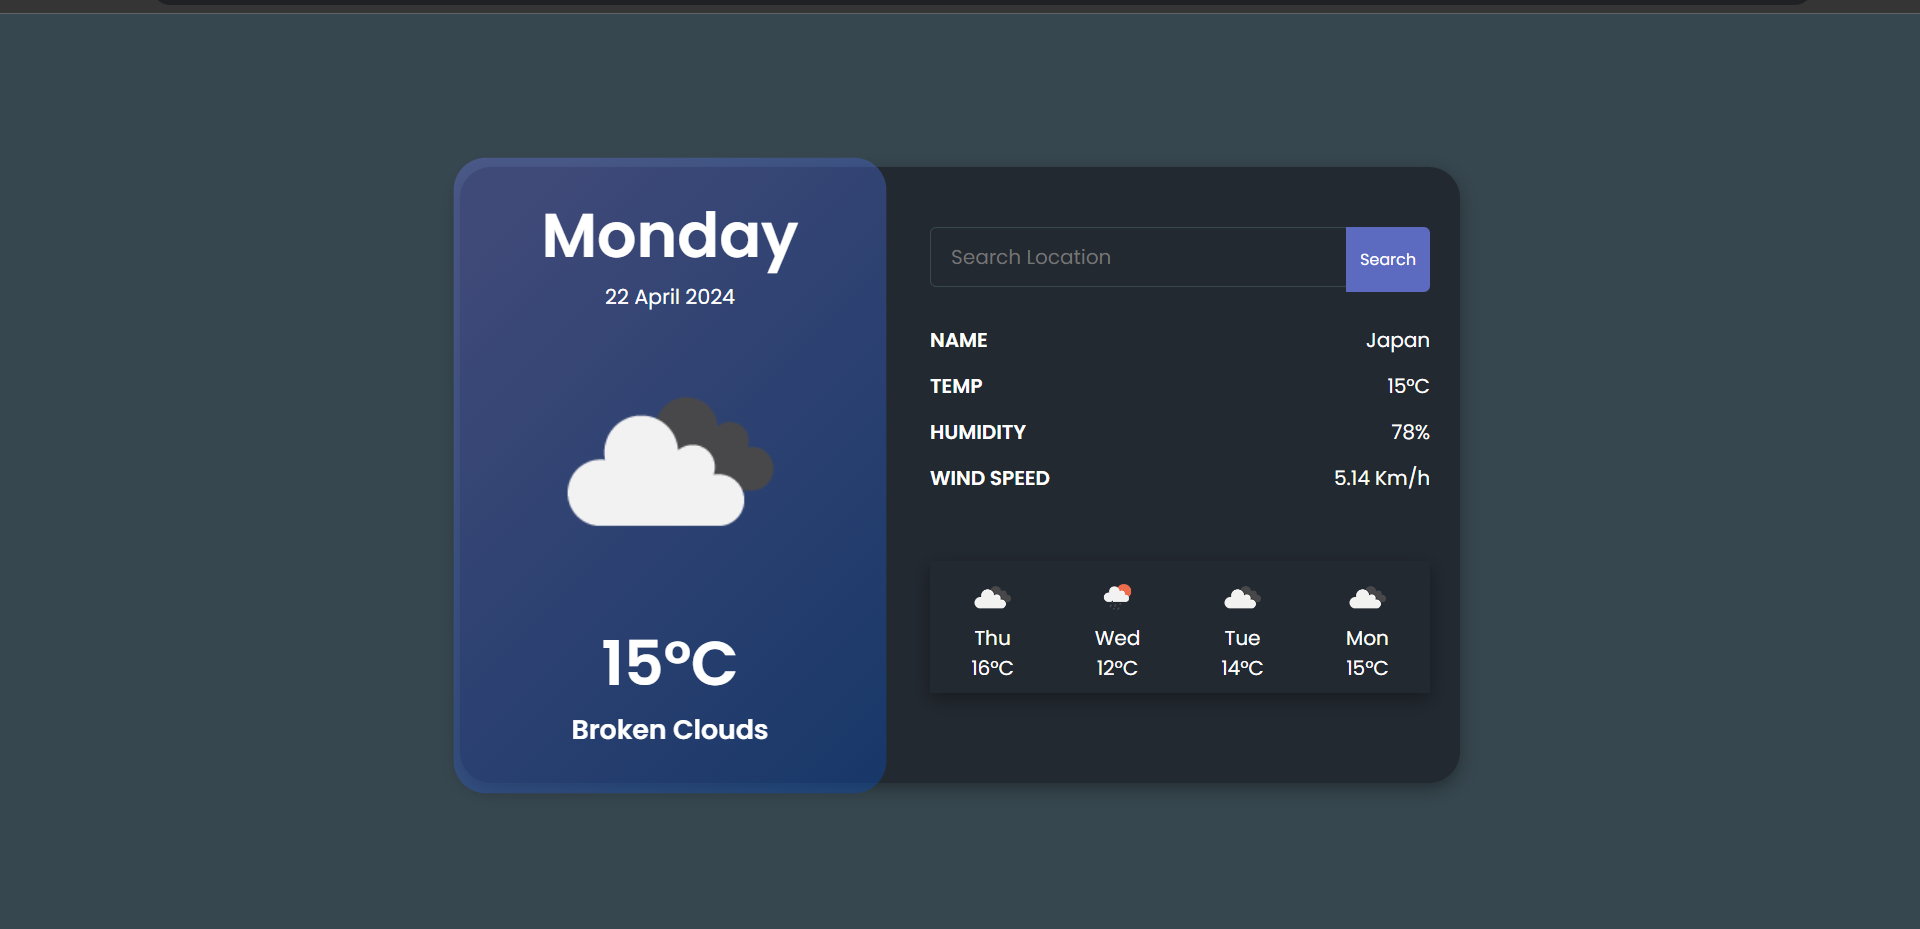 Monday
22 April 2024
15°C
Broken Clouds
Search Location
Search
NAME Japan
TEMP 15°C
HUMIDITY 78%
WIND SPEED 5.14 Km/h
Thu Wed Tue Mon
16°C 12°C 14°C 15°C